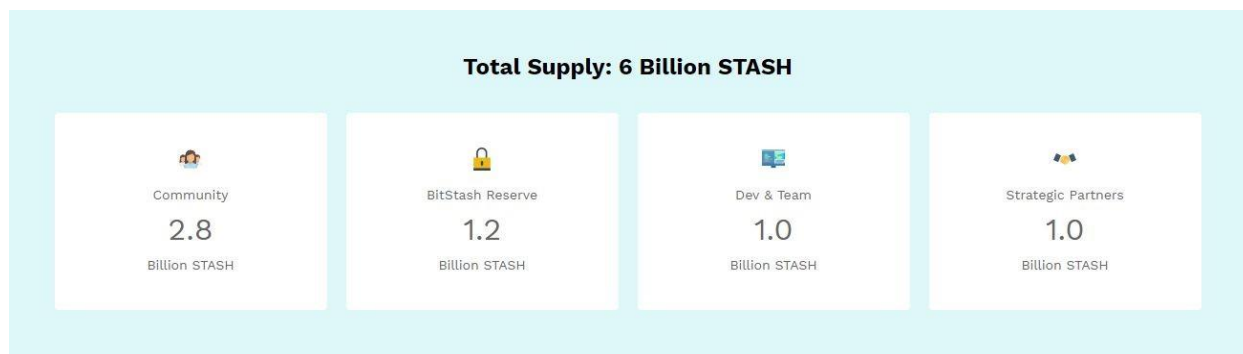 Total Supply: 6 Billion STASH
Community
2.8
Billion STASH
BitStash Reserve
1.2
Billion STASH
Dev & Team
1.0
Billion STASH
Strategic Partners
1.0
Billion STASH